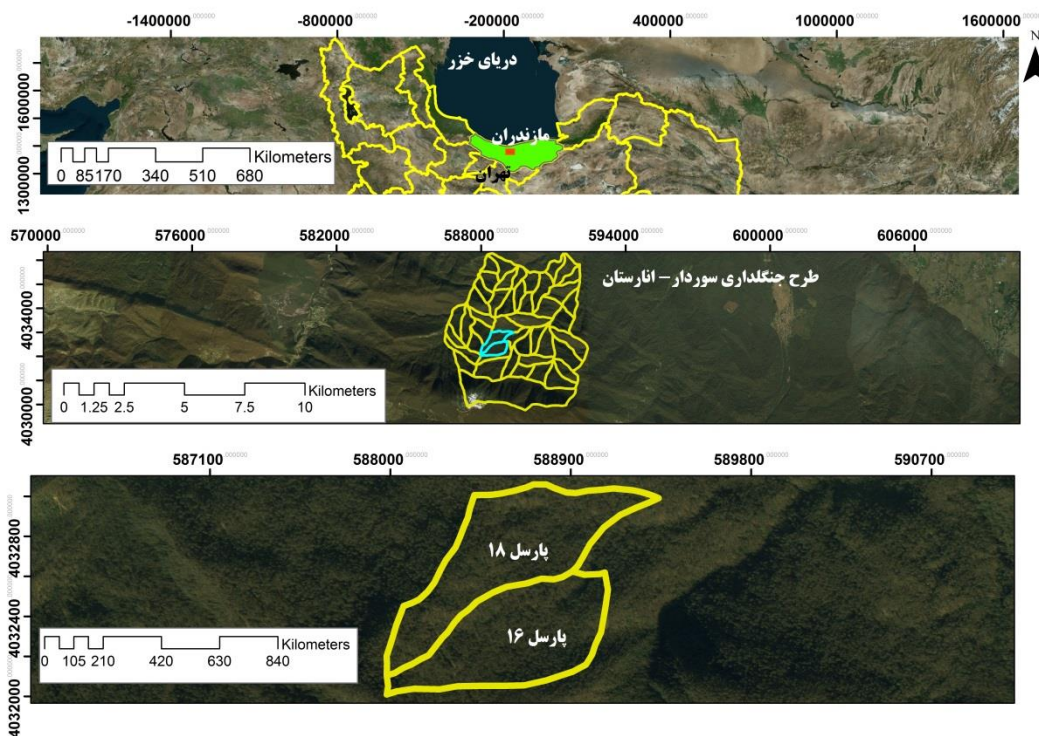 -1400000 -800000 -200000 400000 1000000 1600000
N
دریای خزر
1600000
مازندران
Kilometers
0 85 170 340 510 680
تهران
1300000
570000 576000 582000 588000 594000 600000 606000
طرح جنگلداری سوردار – انارستان
4034000
Kilometers
0 1.25 2.5 5 7.5 10
4030000
587100 588000 588900 589800 590700
4032800
پارسل ۱۸
4032400
پارسل ۱۶
Kilometers
0 105 210 420 630 840
4032000